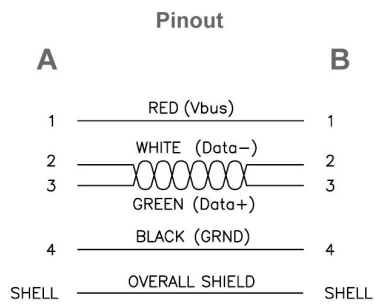 Pinout
A B
RED (Vbus)
1 1
WHITE (Data−)
2 2
3 3
GREEN (Data+)
BLACK (GRND)
4 4
OVERALL SHIELD
SHELL SHELL